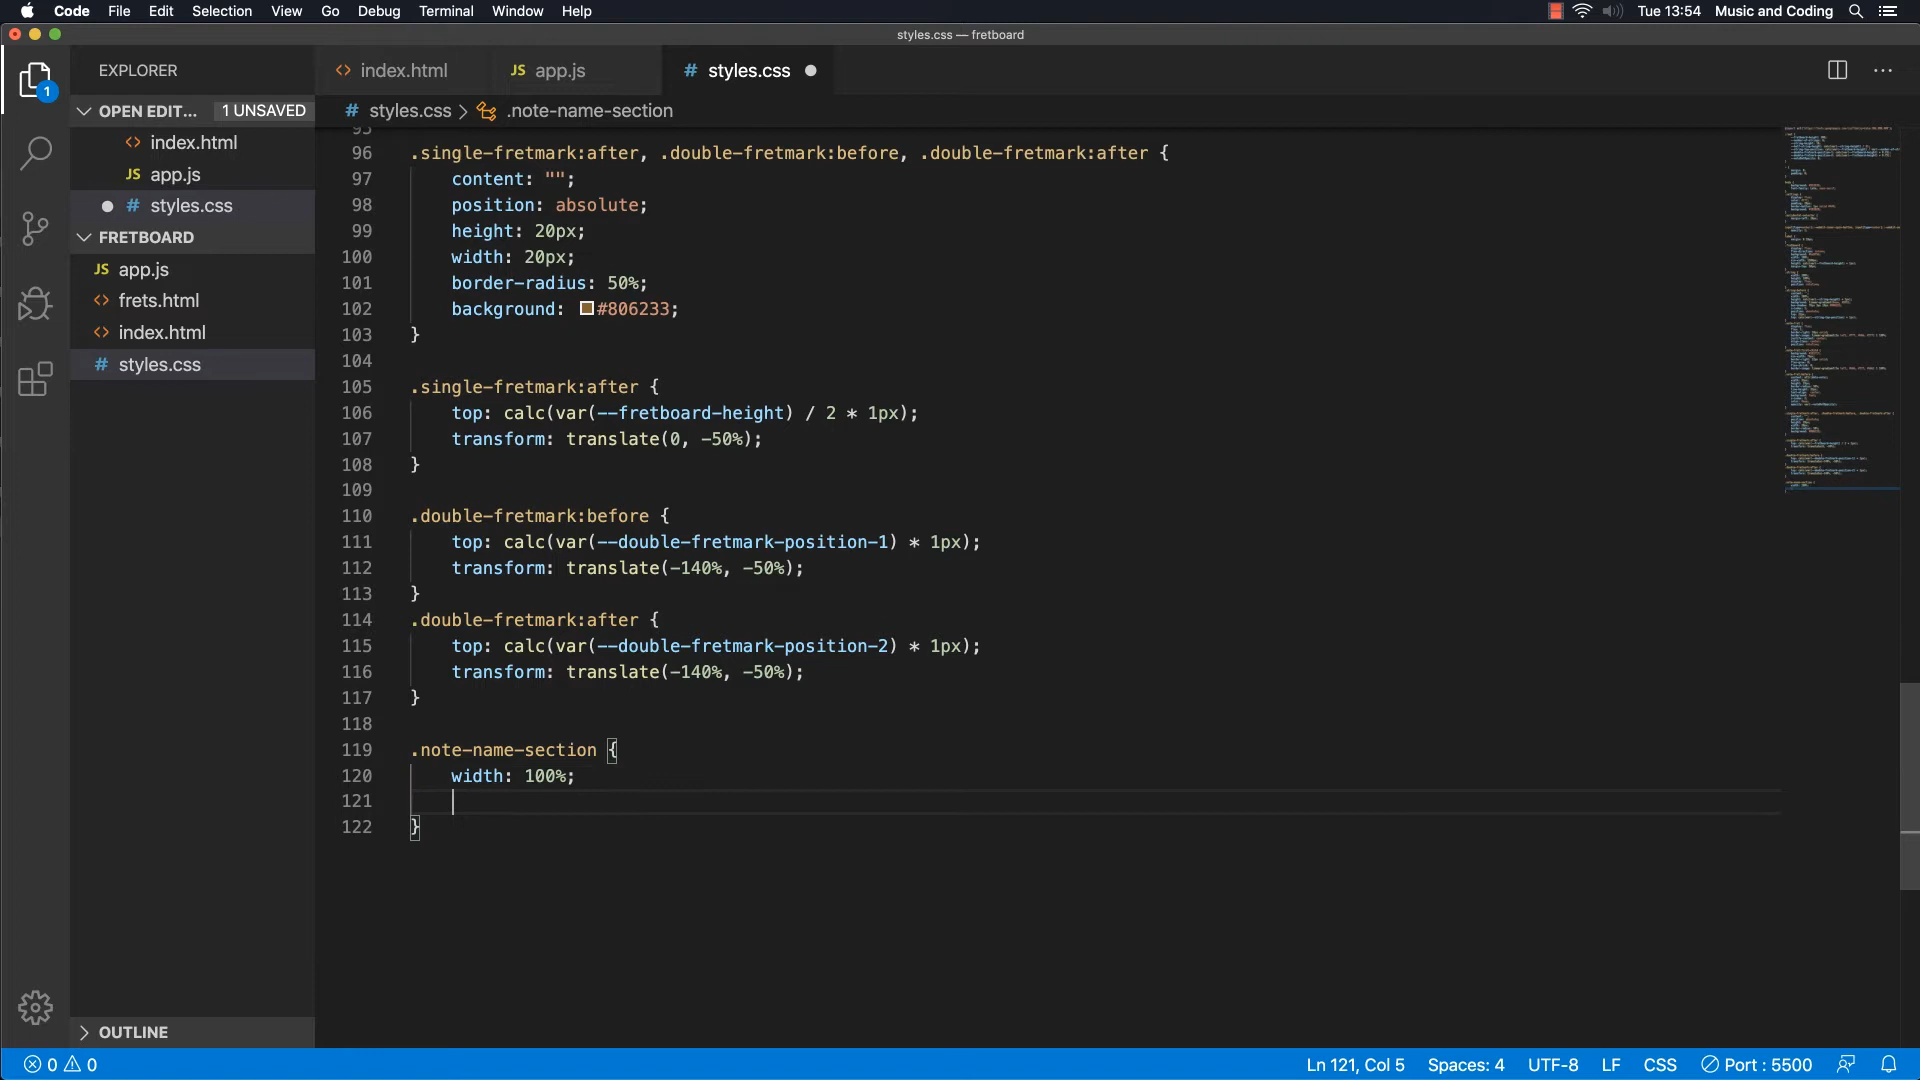 Code File Edit Selection View Go Debug Terminal Window Help Tue 13:54 Music and Coding
styles.css — fretboard
EXPLORER
index.html JS app.js # styles.css
OPEN EDIT... 1 UNSAVED
# styles.css > .note-name-section
index.html
JS app.js
# styles.css
FRETBOARD
JS app.js
frets.html
index.html
# styles.css
OUTLINE
95
96 .single-fretmark:after, .double-fretmark:before, .double-fretmark:after {
97 content: "";
98 position: absolute;
99 height: 20px;
100 width: 20px;
101 border-radius: 50%;
102 background: #806233;
103 }
104
105 .single-fretmark:after {
106 top: calc(var(--fretboard-height) / 2 * 1px);
107 transform: translate(0, -50%);
108 }
109
110 .double-fretmark:before {
111 top: calc(var(--double-fretmark-position-1) * 1px);
112 transform: translate(-140%, -50%);
113 }
114 .double-fretmark:after {
115 top: calc(var(--double-fretmark-position-2) * 1px);
116 transform: translate(-140%, -50%);
117 }
118
119 .note-name-section {
120 width: 100%;
121
122 }
1
0 0 Ln 121, Col 5 Spaces: 4 UTF-8 LF CSS Port : 5500